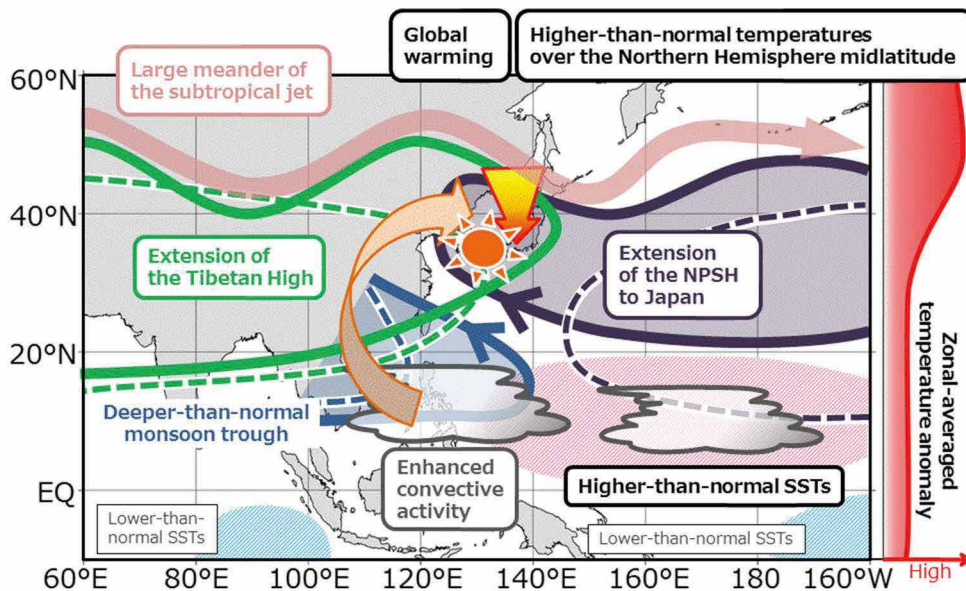 Global
warming
Higher-than-normal temperatures
over the Northern Hemisphere midlatitude
60°N
Large meander of
the subtropical jet
40°N
Extension of
the Tibetan High
Extension
of the NPSH
to Japan
20°N
Deeper-than-normal
monsoon trough
Enhanced
convective
activity
Higher-than-normal SSTs
EQ
Lower-than-
normal SSTs
Lower-than-normal SSTs
Zonal-averaged
temperature anomaly
High
60°E
80°E
100°E
120°E
140°E
160°E
180
160°W